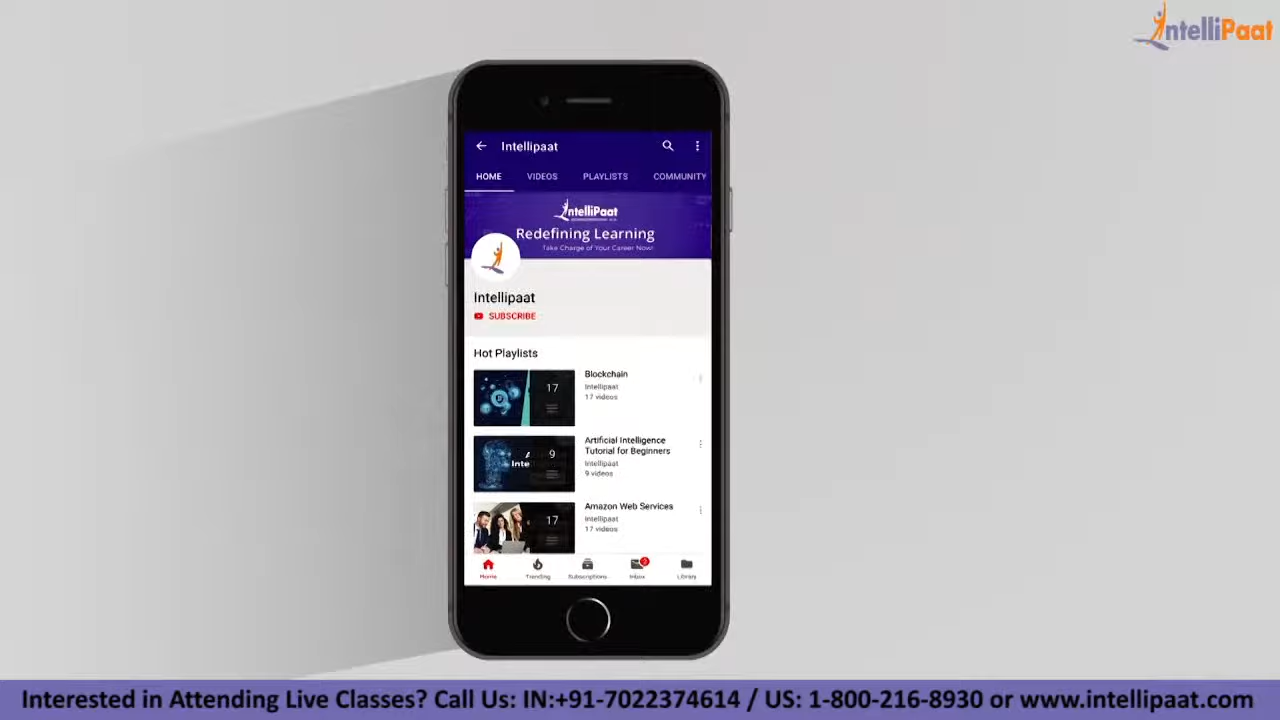 IntelliPaat
Intellipaat
HOME VIDEOS PLAYLISTS COMMUNITY
IntelliPaat
Redefining Learning
Take Charge of Your Career Now!
Intellipaat
SUBSCRIBE
Hot Playlists
17
Blockchain
Intellipaat
17 videos
9
Inte
Artificial Intelligence
Tutorial for Beginners
Intellipaat
9 videos
17
Amazon Web Services
Intellipaat
17 videos
Home Trending Subscriptions Inbox Library
Interested in Attending Live Classes? Call Us: IN:+91-7022374614 / US: 1-800-216-8930 or www.intellipaat.com